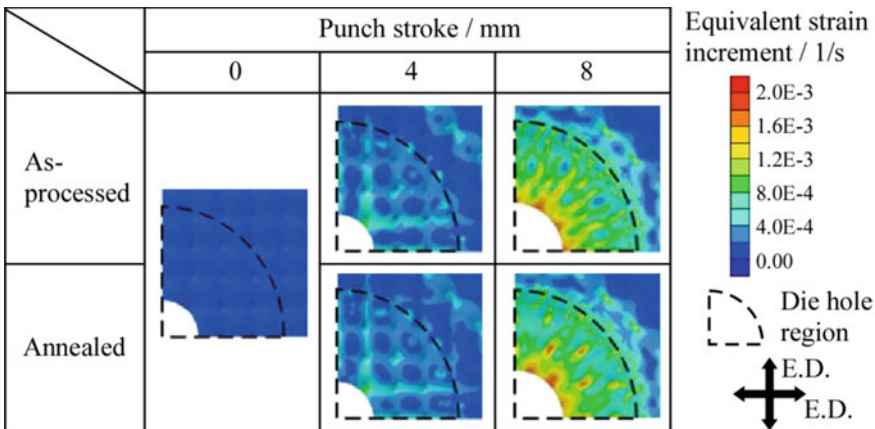 Punch stroke / mm
0
4
8
As-
processed
Annealed
Equivalent strain
increment / 1/s
2.0E-3
1.6E-3
1.2E-3
8.0E-4
4.0E-4
0.00
Die hole
region
E.D.
E.D.